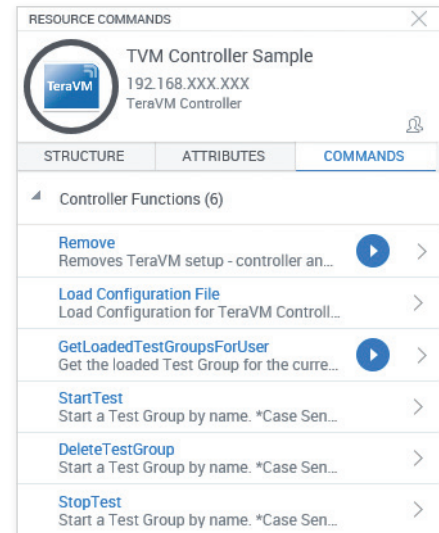 RESOURCE COMMANDS
TeraVM
TVM Controller Sample
192.168.XXX.XXX
TeraVM Controller
STRUCTURE ATTRIBUTES COMMANDS
Controller Functions (6)
Remove
Removes TeraVM setup - controller an...
Load Configuration File
Load Configuration for TeraVM Controll...
GetLoadedTestGroupsForUser
Get the loaded Test Group for the curre...
StartTest
Start a Test Group by name. *Case Sen...
DeleteTestGroup
Start a Test Group by name. *Case Sen...
StopTest
Start a Test Group by name. *Case Sen...